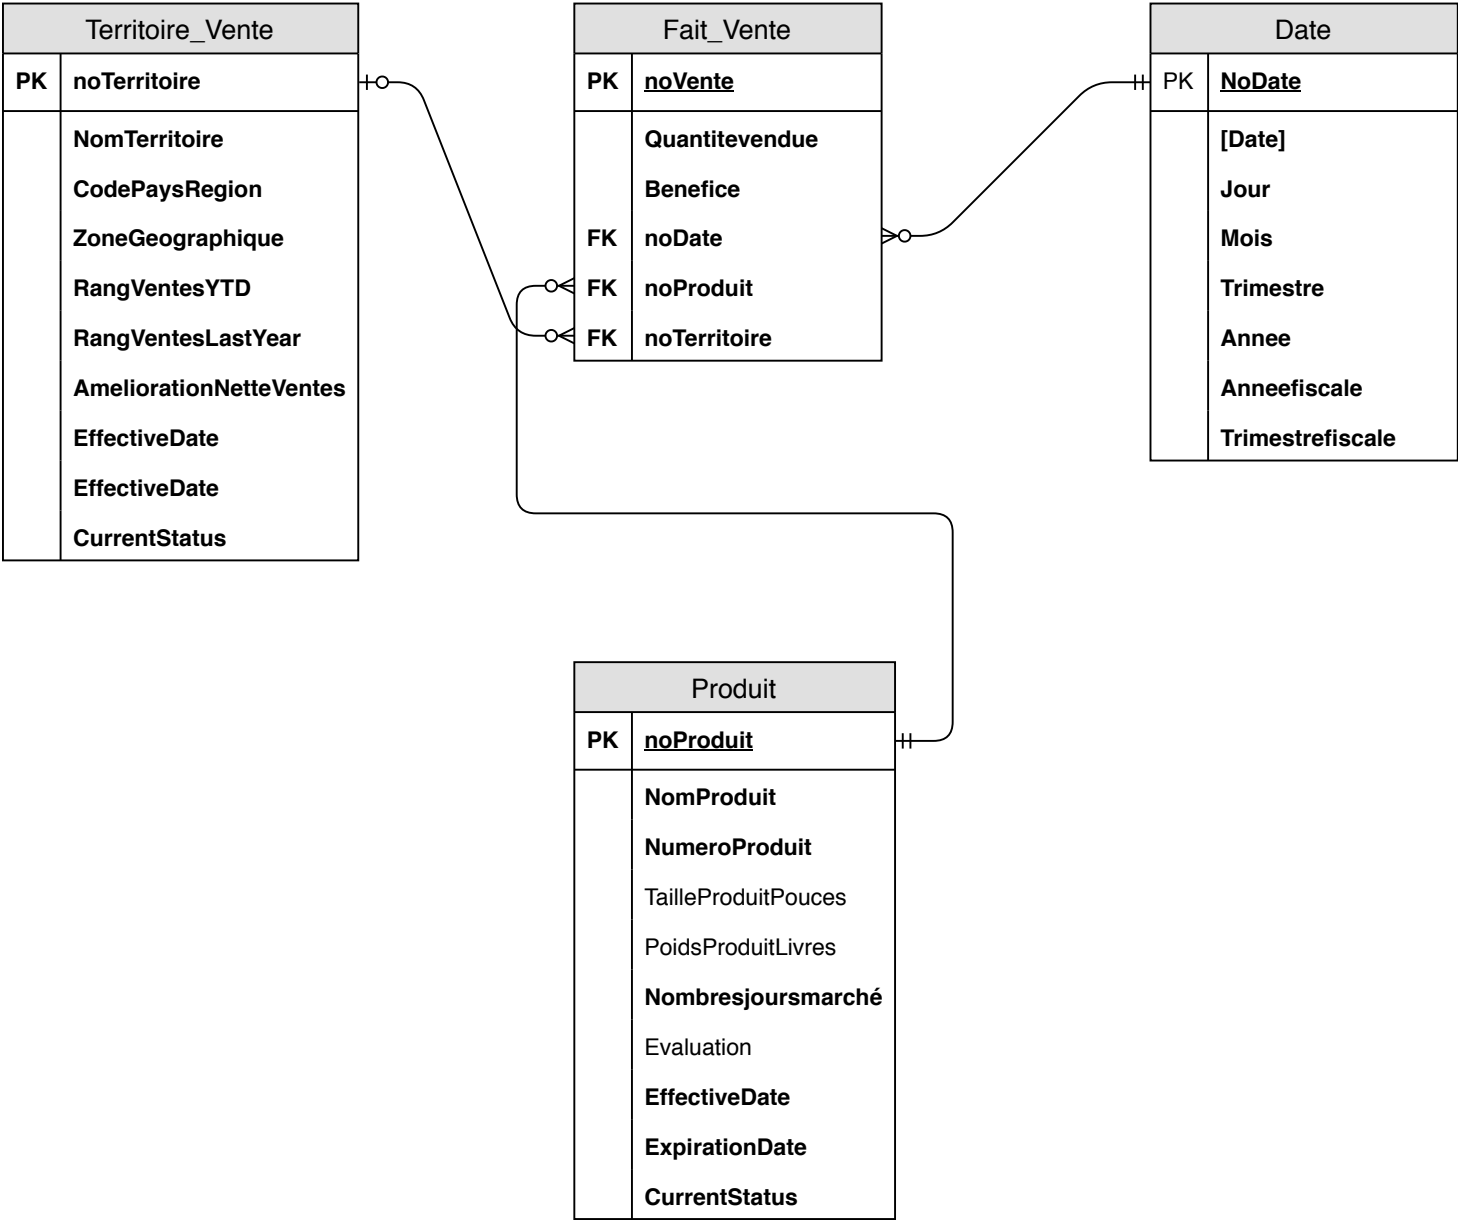 Territoire_Vente
PK noTerritoire
NomTerritoire
CodePaysRegion
ZoneGeographique
RangVentesYTD
RangVentesLastYear
AmeliorationNetteVentes
EffectiveDate
EffectiveDate
CurrentStatus
Fait_Vente
PK noVente
Quantitevendue
Benefice
FK noDate
FK noProduit
FK noTerritoire
Date
PK NoDate
[Date]
Jour
Mois
Trimestre
Annee
Anneefiscale
Trimestrefiscale
Produit
PK noProduit
NomProduit
NumeroProduit
TailleProduitPouces
PoidsProduitLivres
Nombresjoursmarché
Evaluation
EffectiveDate
ExpirationDate
CurrentStatus